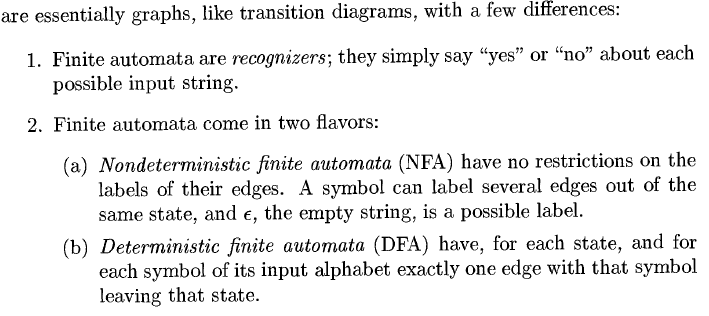 are essentially graphs, like transition diagrams, with a few differences:
1. Finite automata are recognizers; they simply say “yes” or “no” about each
possible input string.
2. Finite automata come in two flavors:
(a) Nondeterministic finite automata (NFA) have no restrictions on the
labels of their edges. A symbol can label several edges out of the
same state, and ϵ, the empty string, is a possible label.
(b) Deterministic finite automata (DFA) have, for each state, and for
each symbol of its input alphabet exactly one edge with that symbol
leaving that state.